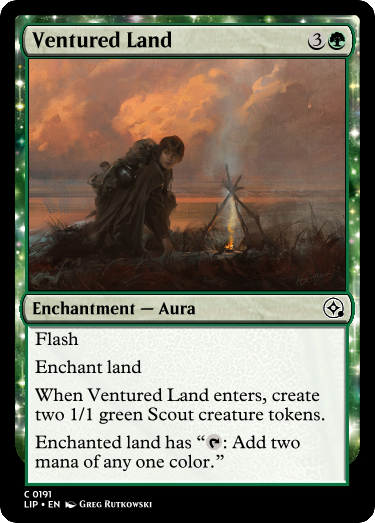 Ventured Land 3
Enchantment — Aura
Flash
Enchant land
When Ventured Land enters, create
two 1/1 green Scout creature tokens.
Enchanted land has “: Add two
mana of any one color.”
C 0191
LIP • EN Greg Rutkowski